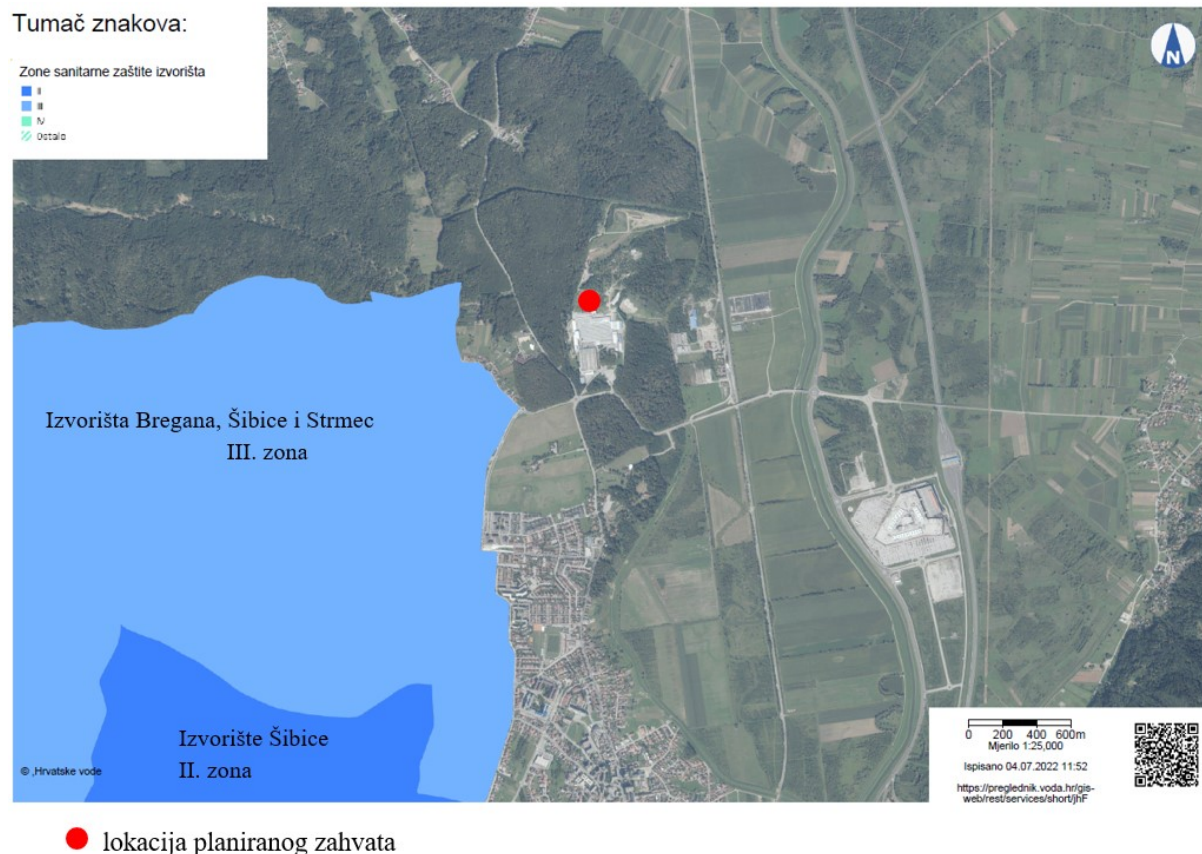 Tumač znakova:
Zone sanitarne zaštite izvorišta
II
III
IV
Ostalo
N
Izvorišta Bregana, Šibice i Strmec
III. zona
Izvorište Šibice
II. zona
© ,Hrvatske vode
0 200 400 600m
Mjerilo 1:25,000
Ispisano 04.07.2022 11:52
https://preglednik.voda.hr/gis-
web/rest/services/short/jhF
lokacija planiranog zahvata